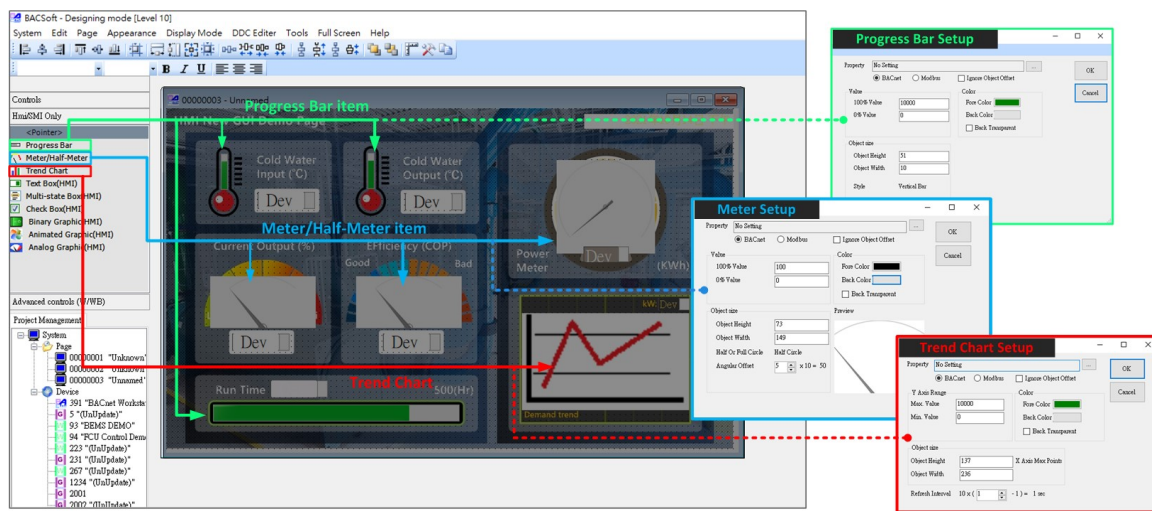 BACSoft - Designing mode [Level 10]
System Edit Page Appearance Display Mode DDC Editer Tools Full Screen Help
B I U
Controls
Hmi/SMI Only
<Pointer>
Progress Bar
Meter/Half-Meter
Trend Chart
Text Box(HMI)
Multi-state Box(HMI)
Check Box(HMI)
Binary Graphic(HMI)
Animated Graphic(HMI)
Analog Graphic(HMI)
Advanced controls (W/WB)
Project Management
System
Page
00000001 "Unknown"
00000002 "Unknown"
00000003 "Unnamed"
Device
391 "BACnet Worksta
5 "(UnUpdate)"
93 "BEMS DEMO"
94 "FCU Control Dem
223 "(UnUpdate)"
231 "(UnUpdate)"
267 "(UnUpdate)"
1234 "(UnUpdate)"
2001
2002 "(UnUpdate)"
00000003 - Unnamed
Progress Bar item
HMI New GUI Demo Page
Cold Water
Input (℃)
Dev
Cold Water
Output (℃)
Dev
Meter/Half-Meter item
Power
Meter
Dev
(KWh)
Current Output (%)
Dev
Efficiency (COP)
Good
Bad
Dev
kW: Dev
Demand trend
Trend Chart
Run Time
500(Hr)
Progress Bar Setup
Property No Setting ...
BACnet Modbus Ignore Object Offset
OK
Cancel
Value
100% Value 10000
0% Value 0
Color
Fore Color
Back Color
Back Transparent
Object size
Object Height 51
Object Width 10
Style Vertical Bar
Meter Setup
Property No Setting ...
BACnet Modbus Ignore Object Offset
OK
Cancel
Value
100% Value 100
0% Value 0
Color
Fore Color
Back Color
Back Transparent
Object size
Object Height 73
Object Width 149
Half Or Full Circle Half Circle
Angular Offset 5 x 10 = 50
Preview
Trend Chart Setup
Property No Setting ...
BACnet Modbus Ignore Object Offset
OK
Cancel
Y Axis Range
Max. Value 10000
Min. Value 0
Color
Fore Color
Back Color
Back Transparent
Object size
Object Height 137
Object Width 236
X Axis Max Points
Refresh Interval 10 x ( 1 - 1 ) = 1 sec